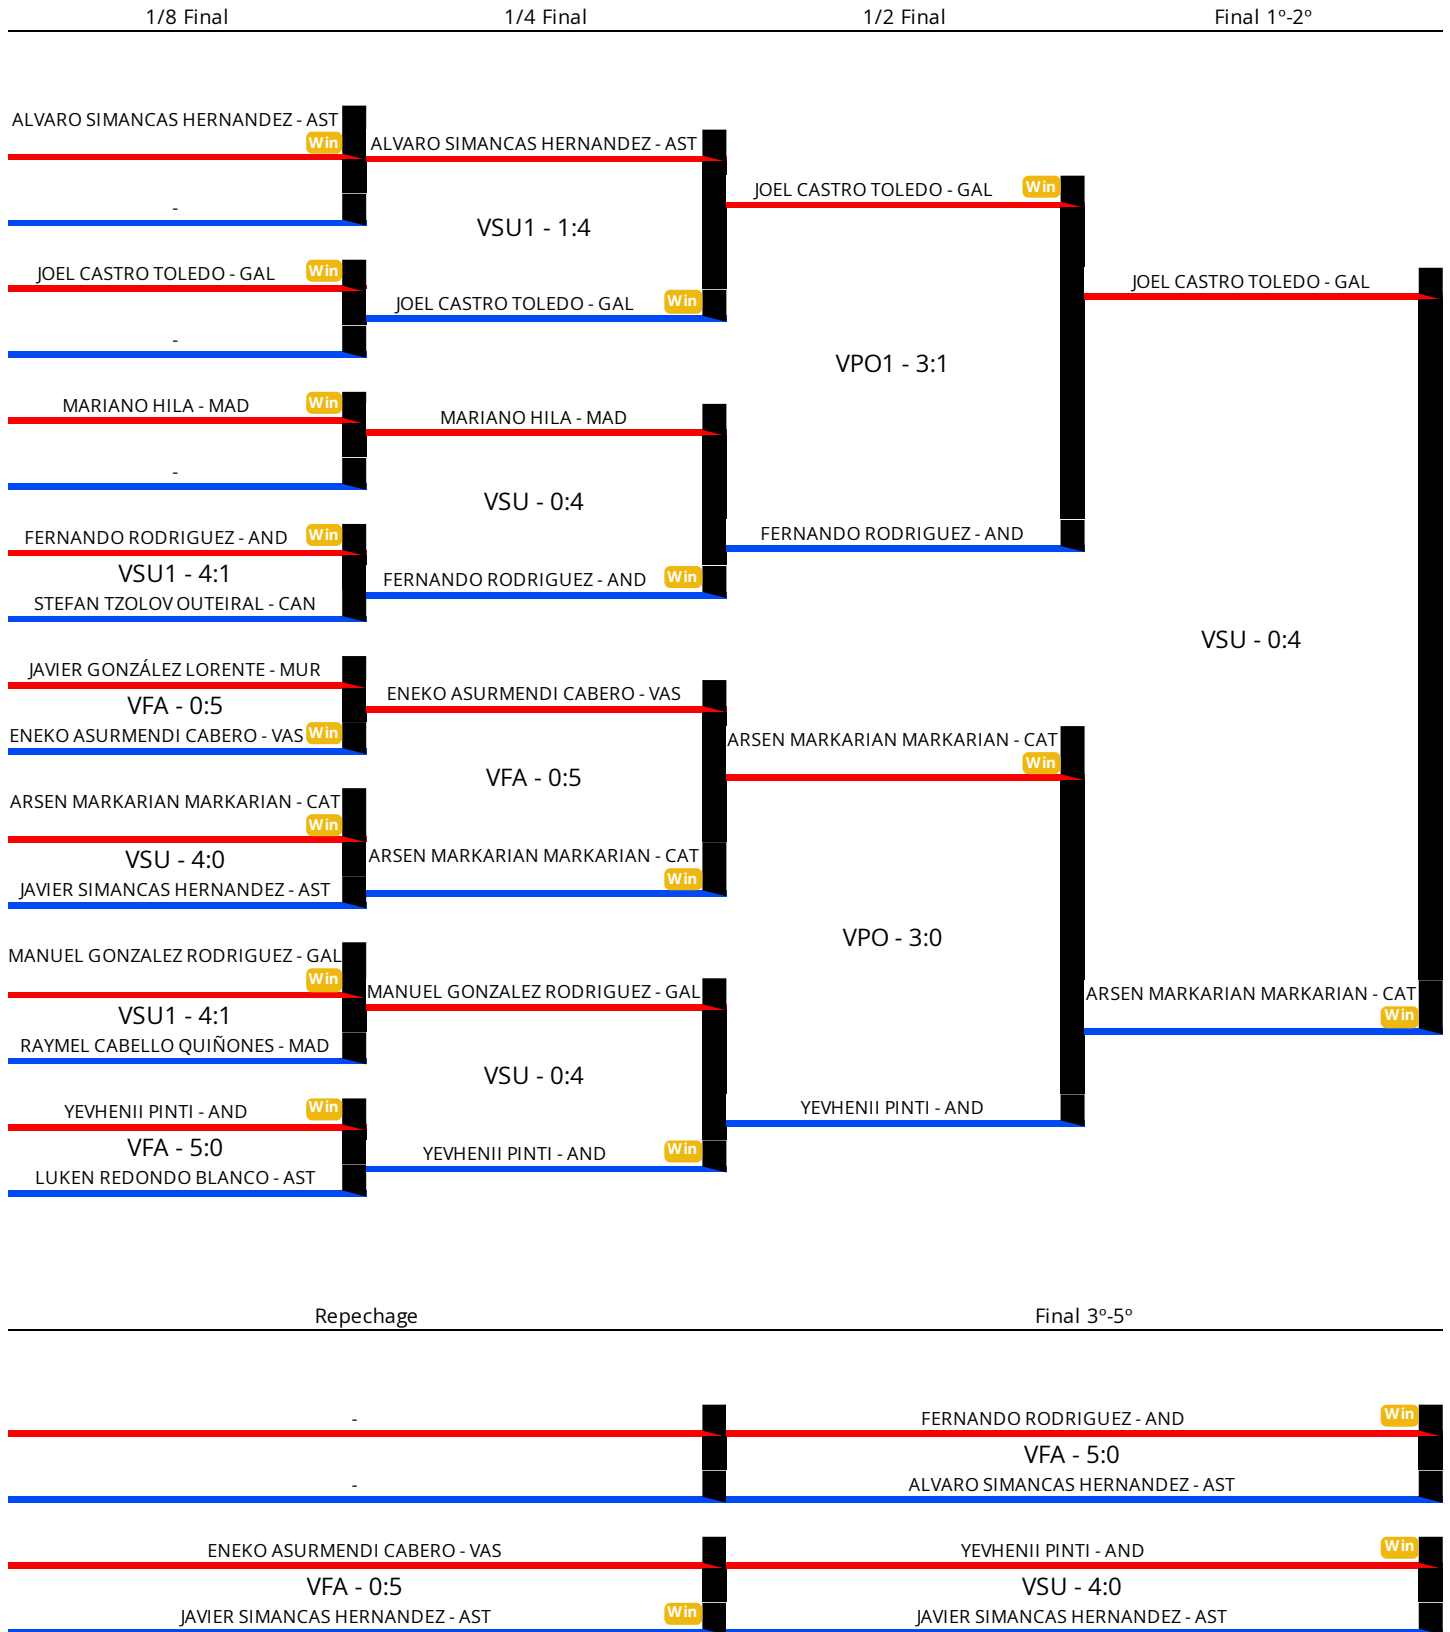 1/8 Final
1/4 Final
1/2 Final
Final 1º-2º
ALVARO SIMANCAS HERNANDEZ - AST
Win
-
JOEL CASTRO TOLEDO - GAL
Win
-
MARIANO HILA - MAD
Win
-
FERNANDO RODRIGUEZ - AND
Win
VSU1 - 4:1
STEFAN TZOLOV OUTEIRAL - CAN
JAVIER GONZÁLEZ LORENTE - MUR
VFA - 0:5
ENEKO ASURMENDI CABERO - VAS
Win
ARSEN MARKARIAN MARKARIAN - CAT
Win
VSU - 4:0
JAVIER SIMANCAS HERNANDEZ - AST
MANUEL GONZALEZ RODRIGUEZ - GAL
Win
VSU1 - 4:1
RAYMEL CABELLO QUIÑONES - MAD
YEVHENII PINTI - AND
Win
VFA - 5:0
LUKEN REDONDO BLANCO - AST
ALVARO SIMANCAS HERNANDEZ - AST
VSU1 - 1:4
JOEL CASTRO TOLEDO - GAL
Win
MARIANO HILA - MAD
VSU - 0:4
FERNANDO RODRIGUEZ - AND
Win
ENEKO ASURMENDI CABERO - VAS
VFA - 0:5
ARSEN MARKARIAN MARKARIAN - CAT
Win
MANUEL GONZALEZ RODRIGUEZ - GAL
VSU - 0:4
YEVHENII PINTI - AND
Win
JOEL CASTRO TOLEDO - GAL
Win
VPO1 - 3:1
FERNANDO RODRIGUEZ - AND
ARSEN MARKARIAN MARKARIAN - CAT
Win
VPO - 3:0
YEVHENII PINTI - AND
JOEL CASTRO TOLEDO - GAL
VSU - 0:4
ARSEN MARKARIAN MARKARIAN - CAT
Win
Repechage
Final 3º-5º
-
-
ENEKO ASURMENDI CABERO - VAS
VFA - 0:5
JAVIER SIMANCAS HERNANDEZ - AST
Win
FERNANDO RODRIGUEZ - AND
Win
VFA - 5:0
ALVARO SIMANCAS HERNANDEZ - AST
YEVHENII PINTI - AND
Win
VSU - 4:0
JAVIER SIMANCAS HERNANDEZ - AST